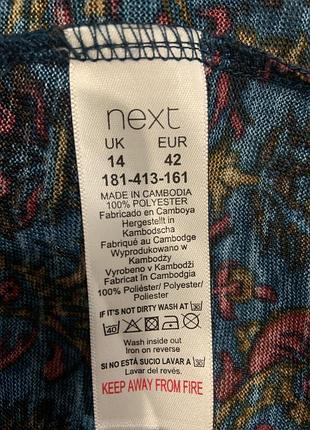 next
UK EUR
14 42
181-413-161
MADE IN CAMBODIA
100% POLYESTER
Fabricado en Camboya
Hergestellt in
Kambodscha
Fabriqué au Cambodge
Wyprodukowano w
Kambodży
Vyrobeno v Kambodži
Fabricat în Cambodgia
100% Poliéster/ Polyester/
Poliester
IF IT'S NOT DIRTY WASH AT 30
40
Wash inside out
Iron on reverse
SI NO ESTÁ SUCIO LAVAR A 30
Lavar del revés.
KEEP AWAY FROM FIRE